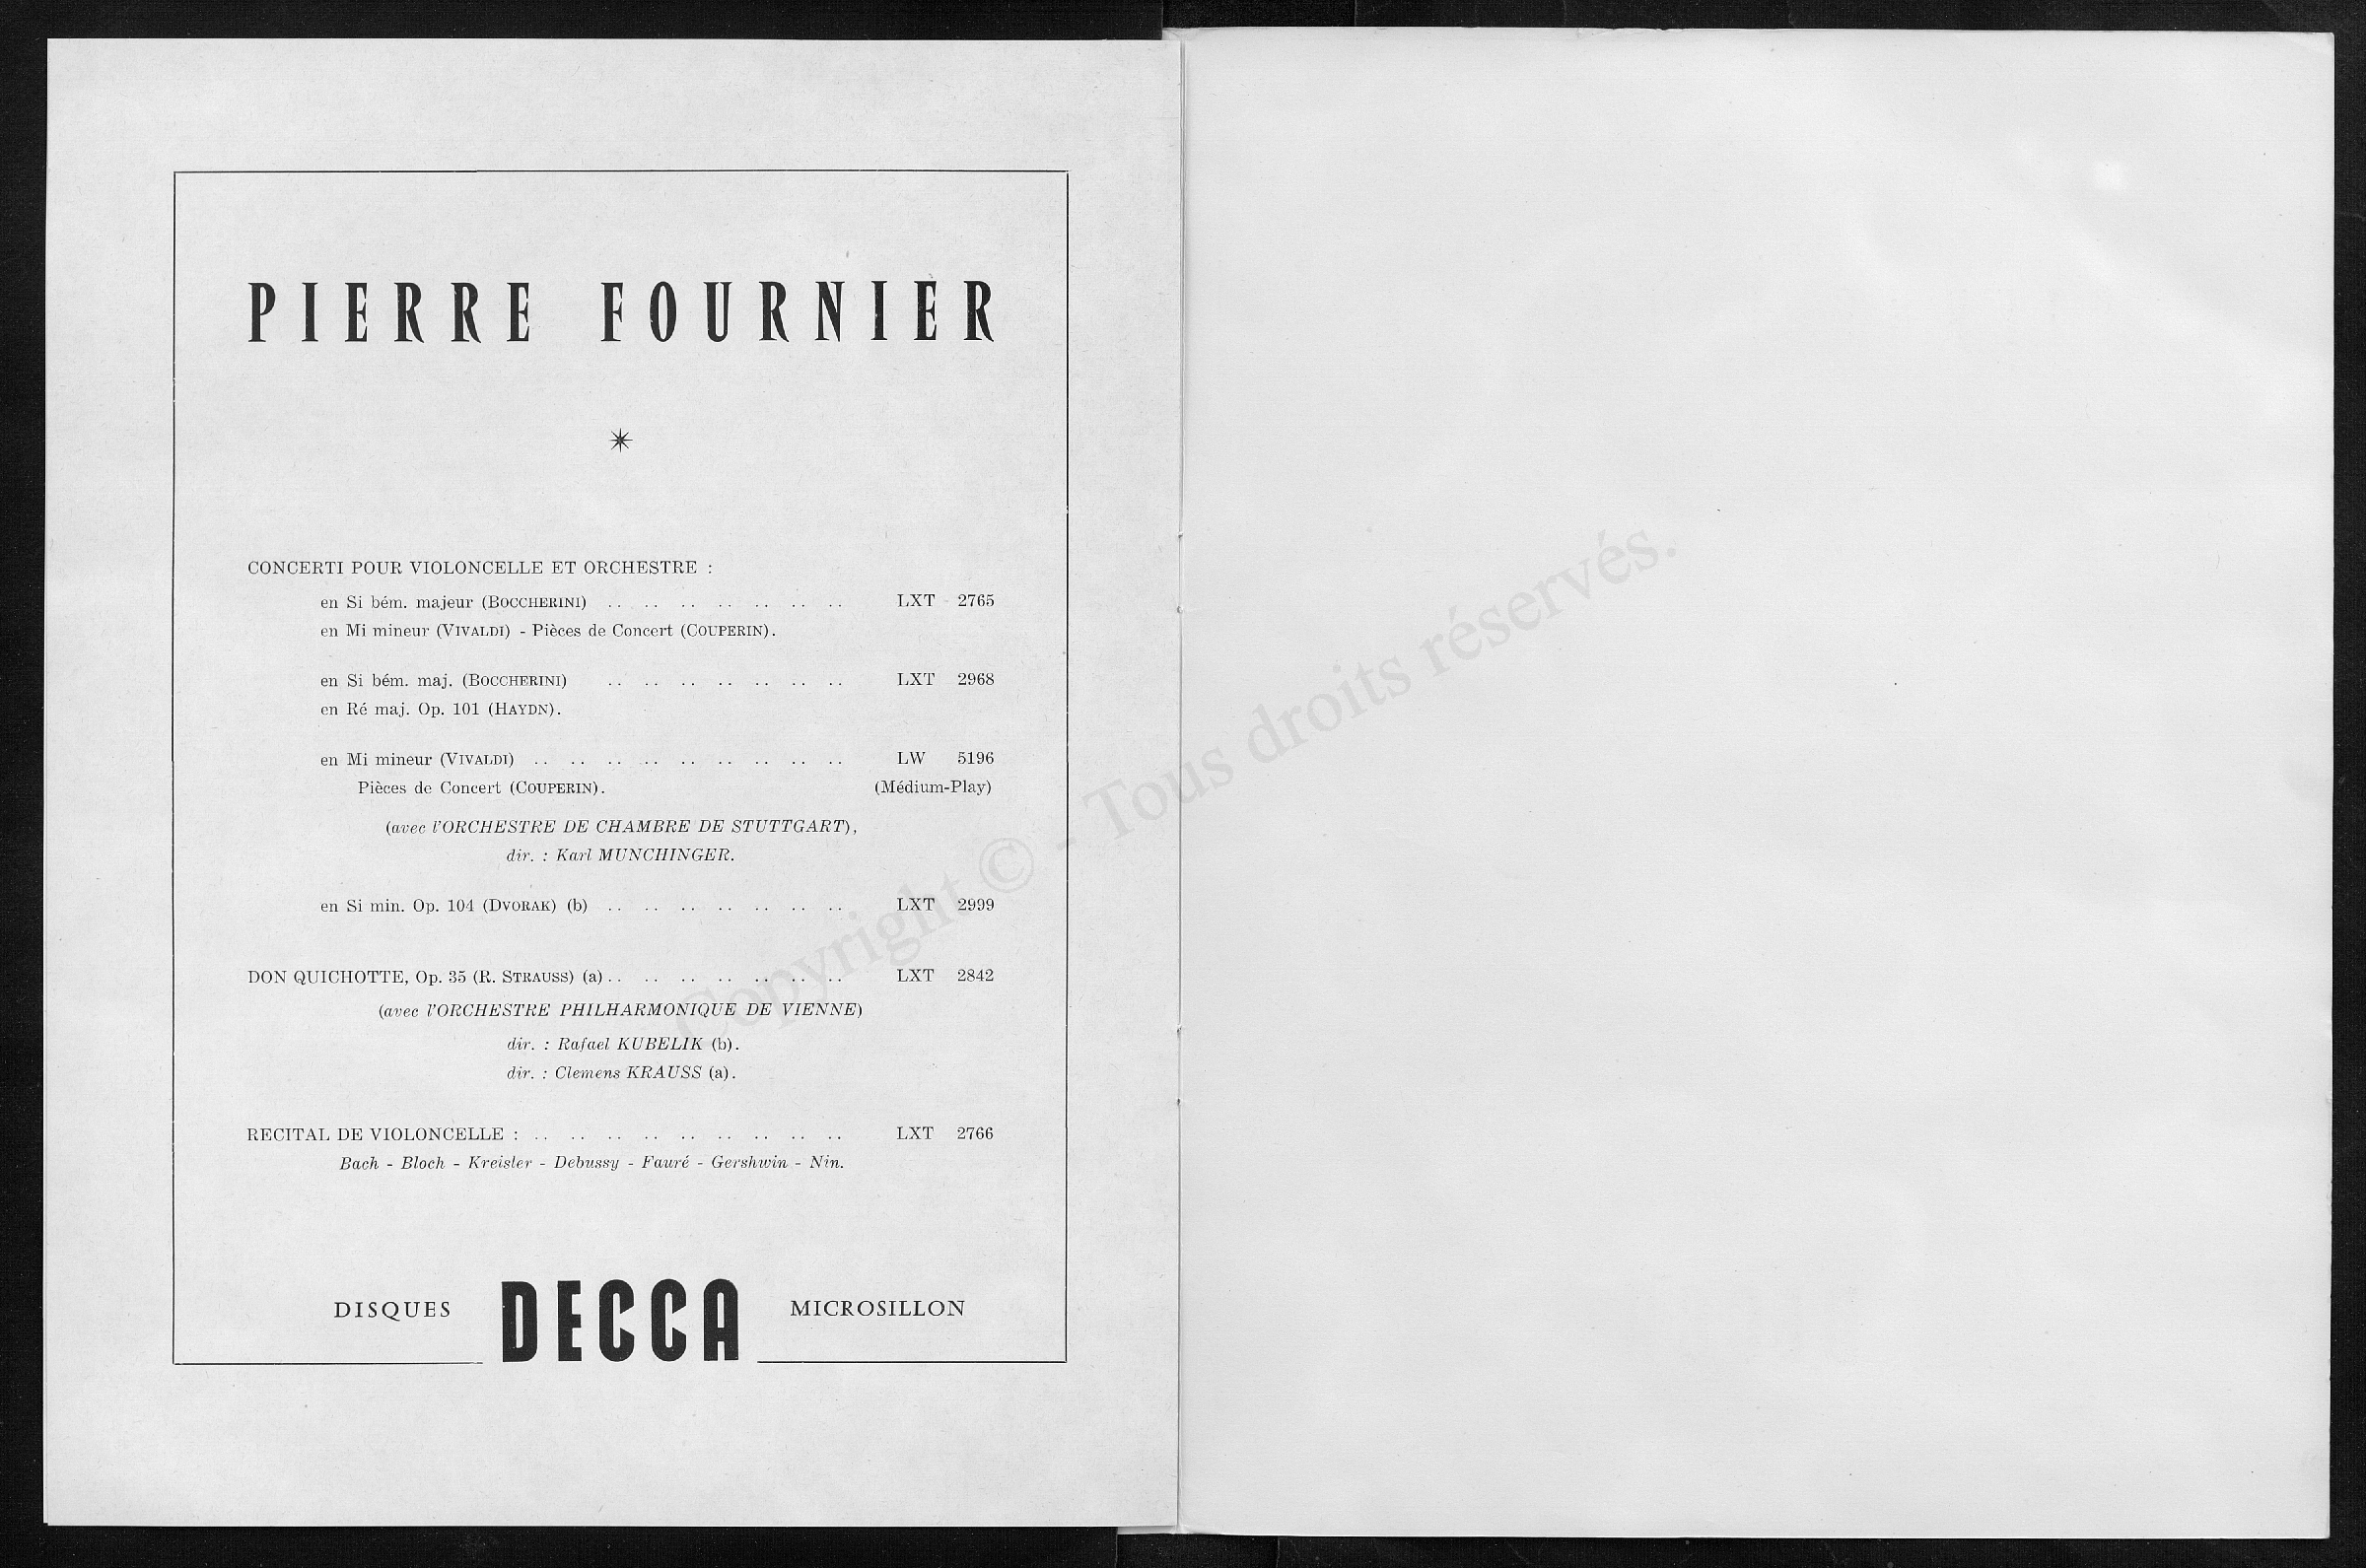 PIERRE FOURNIER
CONCERTI POUR VIOLONCELLE ET ORCHESTRE :
en Si bém. majeur (BOCCHERINI) .. .. .. .. .. .. .. LXT 2765
en Mi mineur (VIVALDI) - Pièces de Concert (COUPERIN).
en Si bém. maj. (BOCCHERINI) .. .. .. .. .. .. .. LXT 2968
en Ré maj. Op. 101 (HAYDN).
en Mi mineur (VIVALDI) .. .. .. .. .. .. .. .. .. LW 5196
Pièces de Concert (COUPERIN). (Médium-Play)
(avec l'ORCHESTRE DE CHAMBRE DE STUTTGART),
dir. : Karl MUNCHINGER.
en Si min. Op. 104 (DVORAK) (b) .. .. .. .. .. .. .. LXT 2999
DON QUICHOTTE, Op. 35 (R. STRAUSS) (a) .. .. .. .. .. .. .. LXT 2842
(avec l'ORCHESTRE PHILHARMONIQUE DE VIENNE)
dir. : Rafael KUBELIK (b).
dir. : Clemens KRAUSS (a).
RECITAL DE VIOLONCELLE : .. .. .. .. .. .. .. .. .. LXT 2766
Bach - Bloch - Kreisler - Debussy - Fauré - Gershwin - Nin.
DISQUES DECCA MICROSILLON
Copyright © - Tous droits réservés.